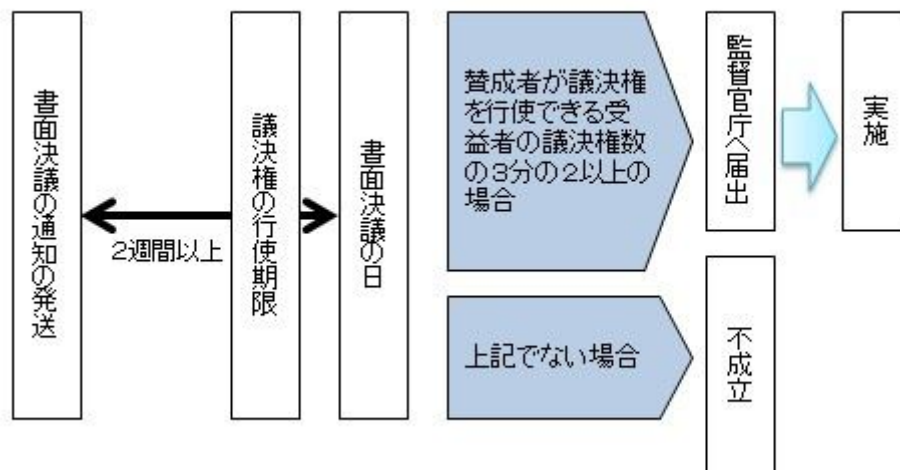 書面決議の通知の発送
2週間以上
議決権の行使期限
書面決議の日
賛成者が議決権
を行使できる受
益者の議決権数
の3分の2以上の
場合
監督官庁へ届出
実施
上記でない場合
不成立